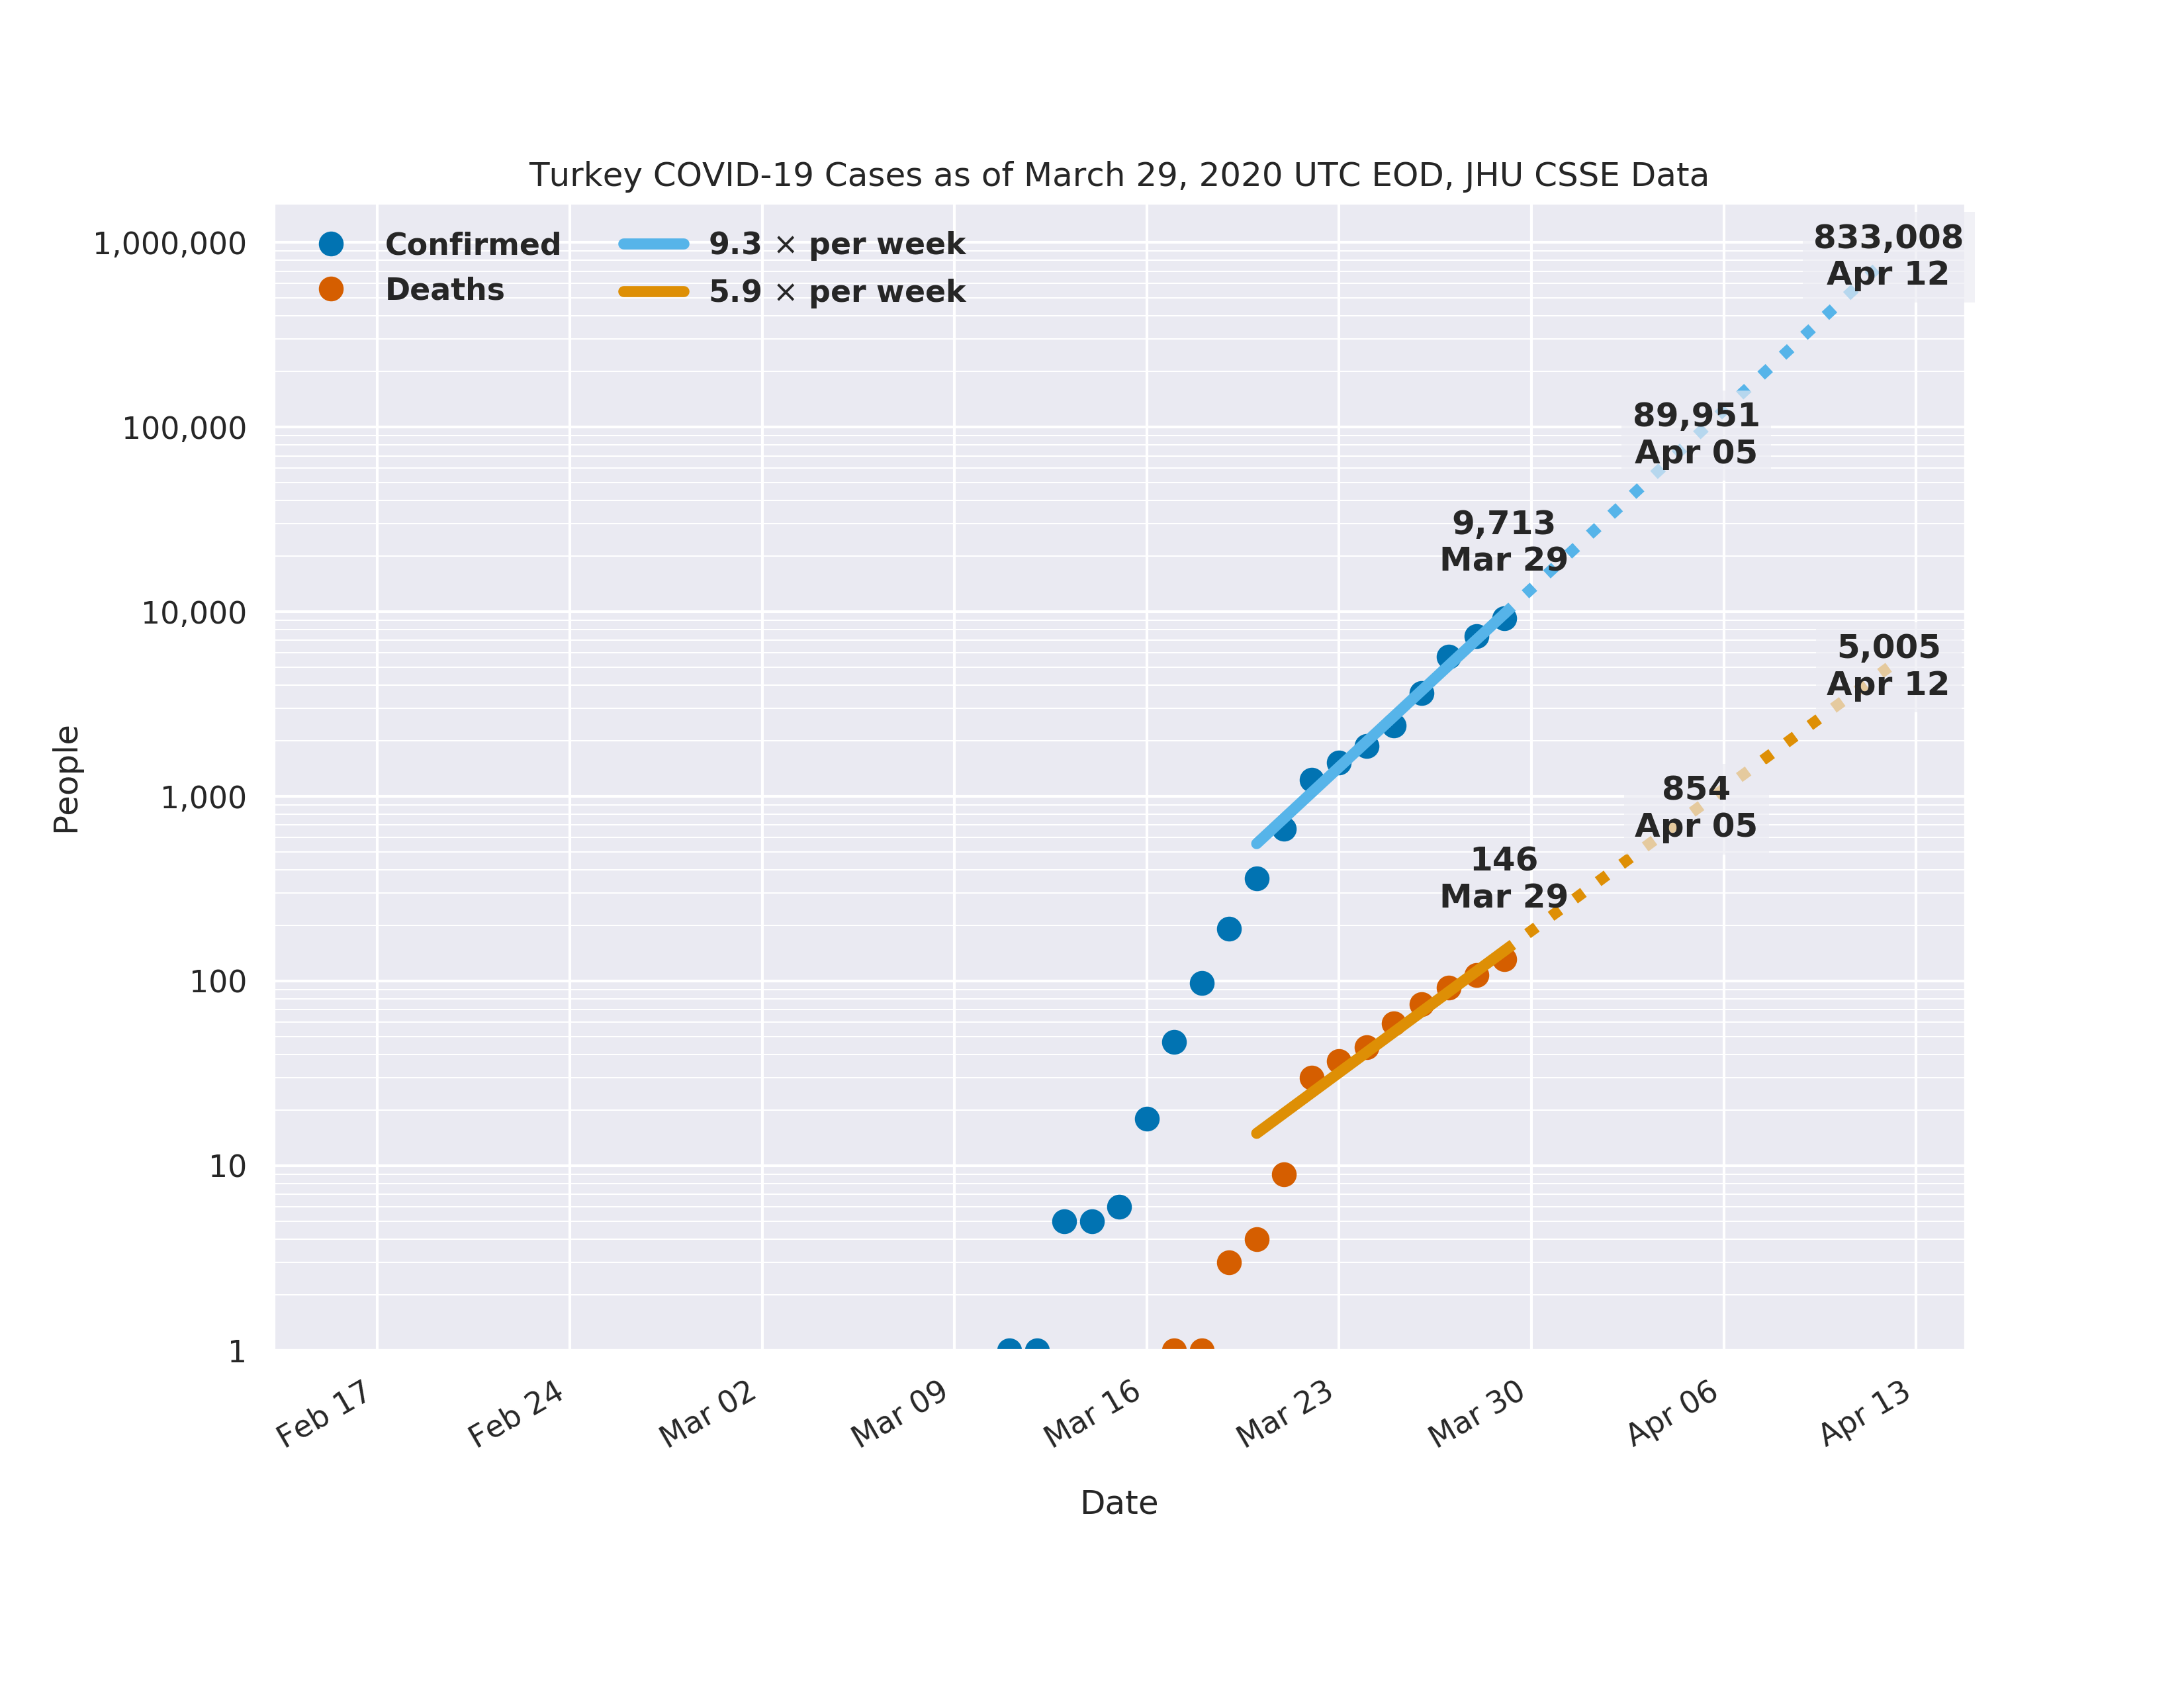 Turkey COVID-19 Cases as of March 29, 2020 UTC EOD, JHU CSSE Data
Confirmed
Deaths
9.3 × per week
5.9 × per week
833,008
Apr 12
89,951
Apr 05
9,713
Mar 29
5,005
Apr 12
854
Apr 05
146
Mar 29
1,000,000
100,000
10,000
1,000
100
10
1
People
Feb 17
Feb 24
Mar 02
Mar 09
Mar 16
Mar 23
Mar 30
Apr 06
Apr 13
Date